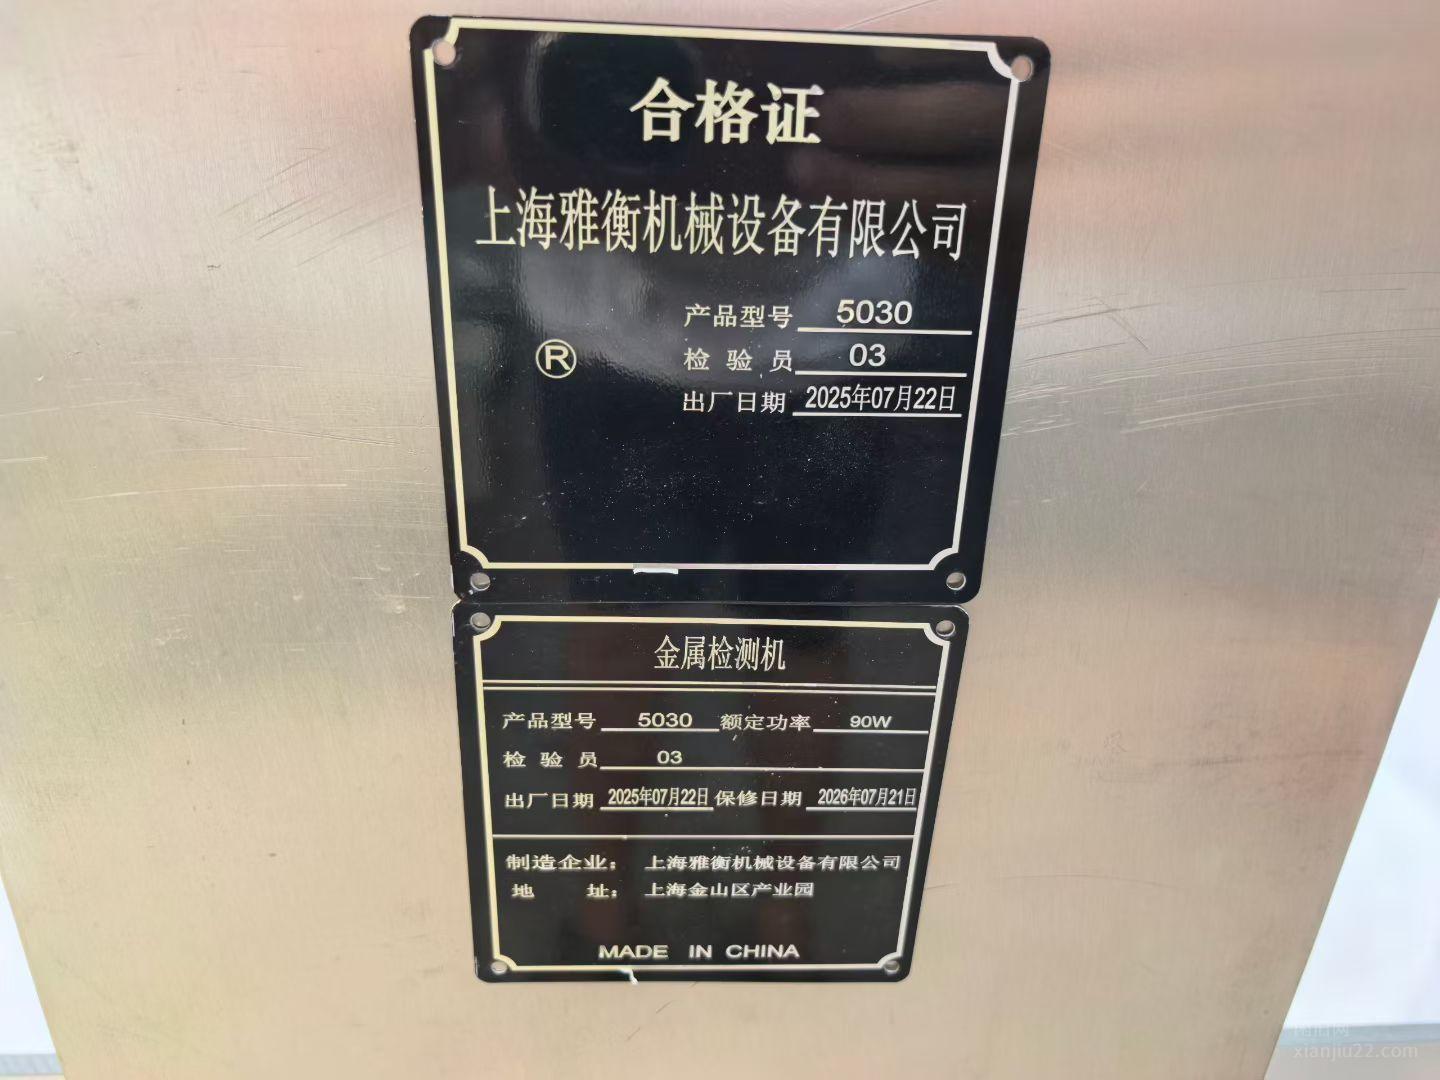 合格证
上海雅衡机械设备有限公司
产品型号 5030
检验员 03
出厂日期 2025年07月22日
®
金属检测机
产品型号 5030 额定功率 90W
检验员 03
出厂日期 2025年07月22日 保修日期 2026年07月21日
制造企业： 上海雅衡机械设备有限公司
地址： 上海金山区产业园
MADE IN CHINA
xianjiu22.com